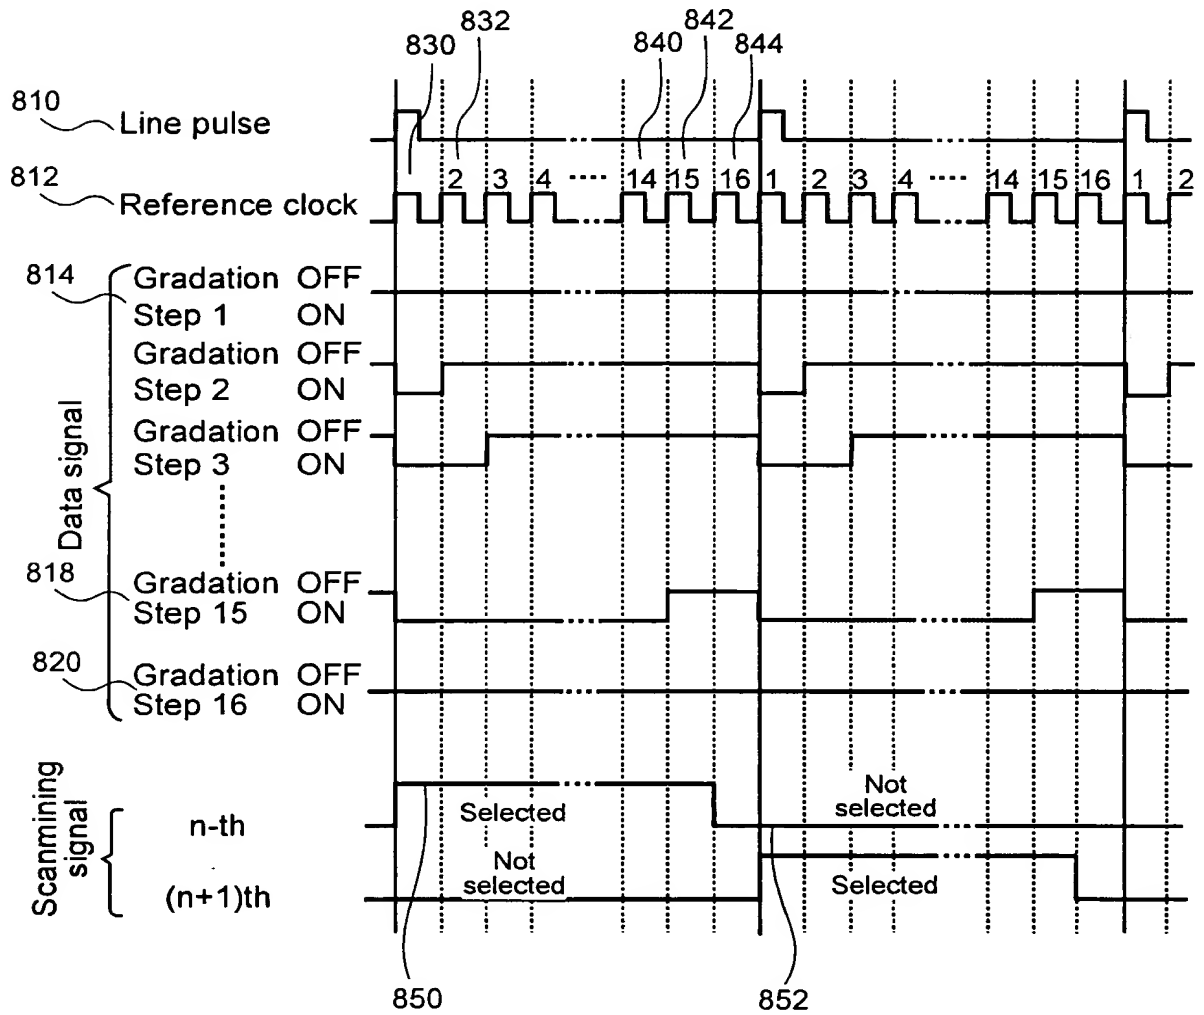 832
842
830
840
844
810
Line pulse
812
Reference clock
2 3 4 ..... 14 15 16 1 2 3 4 ..... 14 15 16 1 2
814
Gradation OFF
Step 1 ON
Gradation OFF
Step 2 ON
Gradation OFF
Step 3 ON
Data signal
818
Gradation OFF
Step 15 ON
820
Gradation OFF
Step 16 ON
Scanmining
signal
n-th
Selected
Not
selected
(n+1)th
Not
selected
Selected
850
852